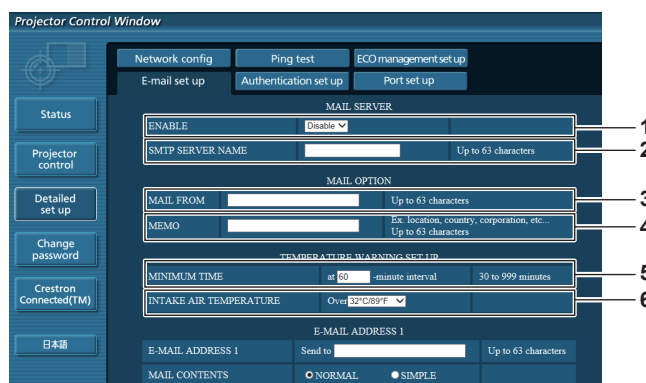 Projector Control Window
Network config Ping test ECO management set up
E-mail set up Authentication set up Port set up
Status
Projector control
Detailed set up
Change password
Crestron Connected(TM)
日本語
MAIL SERVER
ENABLE Disable 1
SMTP SERVER NAME Up to 63 characters 2
MAIL OPTION
MAIL FROM Up to 63 characters 3
MEMO Ex. location, country, corporation, etc... 4
Up to 63 characters
TEMPERATURE WARNING SET UP
MINIMUM TIME at 60 -minute interval 30 to 999 minutes 5
INTAKE AIR TEMPERATURE Over 32°C/89°F 6
E-MAIL ADDRESS 1
E-MAIL ADDRESS 1 Send to Up to 63 characters
MAIL CONTENTS NORMAL SIMPLE